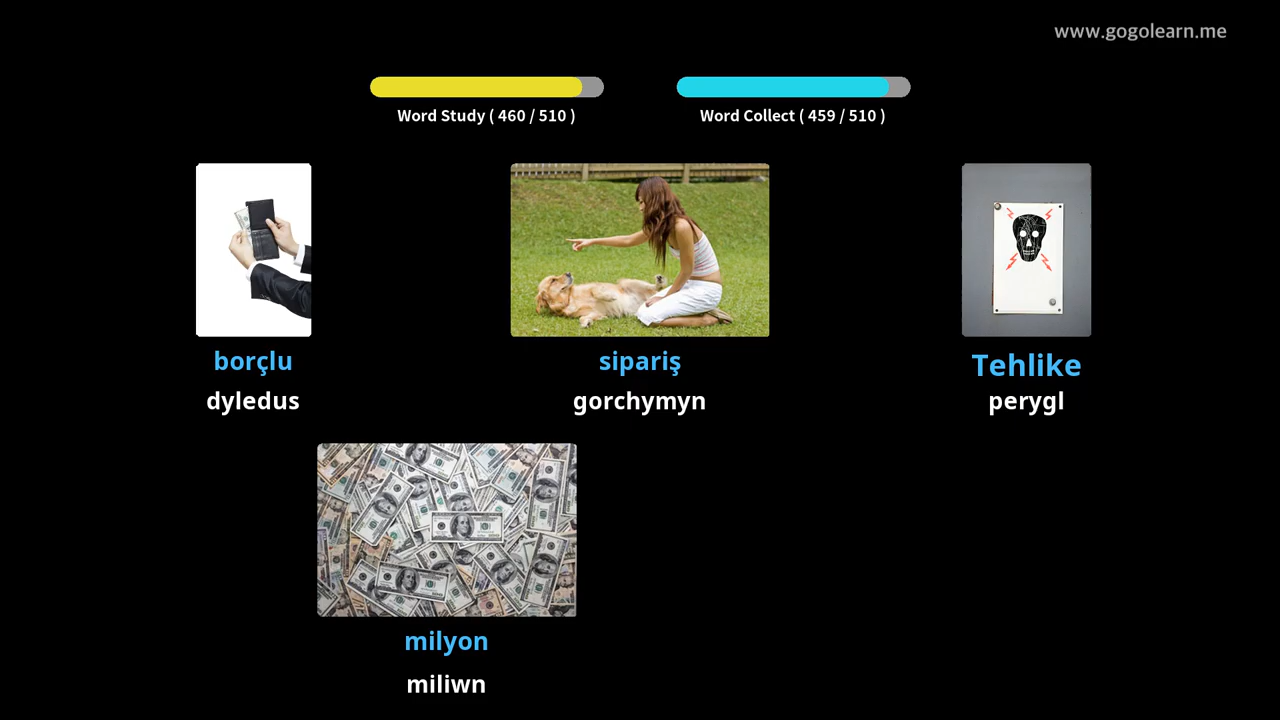 www.gogolearn.me
Word Study ( 460 / 510 )
Word Collect ( 459 / 510 )
borçlu
dyledus
sipariş
gorchymyn
Tehlike
perygl
milyon
miliwn